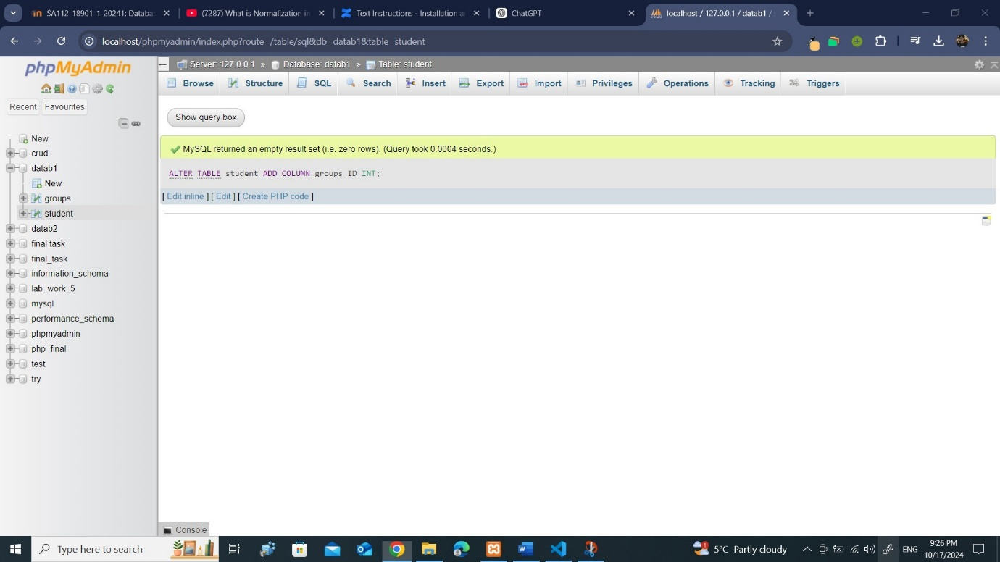 ŠA112_18901_1_20241: Databa
(7287) What is Normalization in
Text Instructions - Installation a
ChatGPT
localhost / 127.0.0.1 / datab1 /
localhost/phpmyadmin/index.php?route=/table/sql&db=datab1&table=student
phpMyAdmin
Server: 127.0.0.1 » Database: datab1 » Table: student
Browse Structure SQL Search Insert Export Import Privileges Operations Tracking Triggers
Recent Favourites
New
crud
datab1
New
groups
student
datab2
final task
final_task
information_schema
lab_work_5
mysql
performance_schema
phpmyadmin
php_final
test
try
Show query box
MySQL returned an empty result set (i.e. zero rows). (Query took 0.0004 seconds.)
ALTER TABLE student ADD COLUMN groups_ID INT;
[ Edit inline ] [ Edit ] [ Create PHP code ]
Console
Type here to search
5°C Partly cloudy
ENG
9:26 PM
10/17/2024